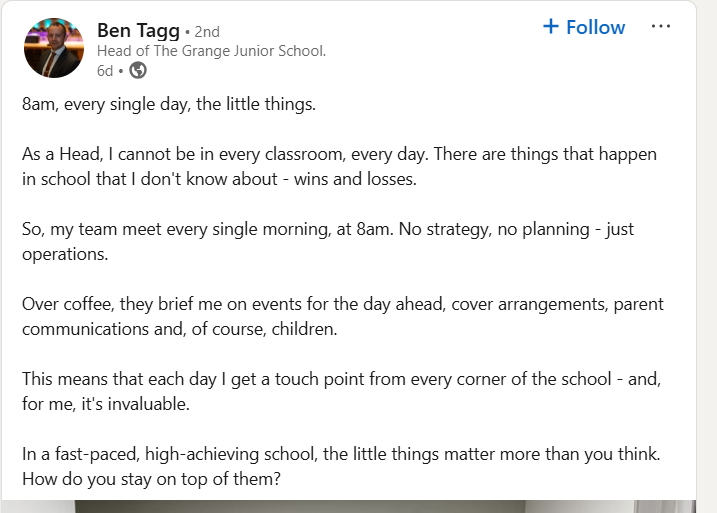 Ben Tagg • 2nd
+ Follow
...
Head of The Grange Junior School.
6d •
8am, every single day, the little things.
As a Head, I cannot be in every classroom, every day. There are things that happen
in school that I don't know about - wins and losses.
So, my team meet every single morning, at 8am. No strategy, no planning - just
operations.
Over coffee, they brief me on events for the day ahead, cover arrangements, parent
communications and, of course, children.
This means that each day I get a touch point from every corner of the school - and,
for me, it's invaluable.
In a fast-paced, high-achieving school, the little things matter more than you think.
How do you stay on top of them?